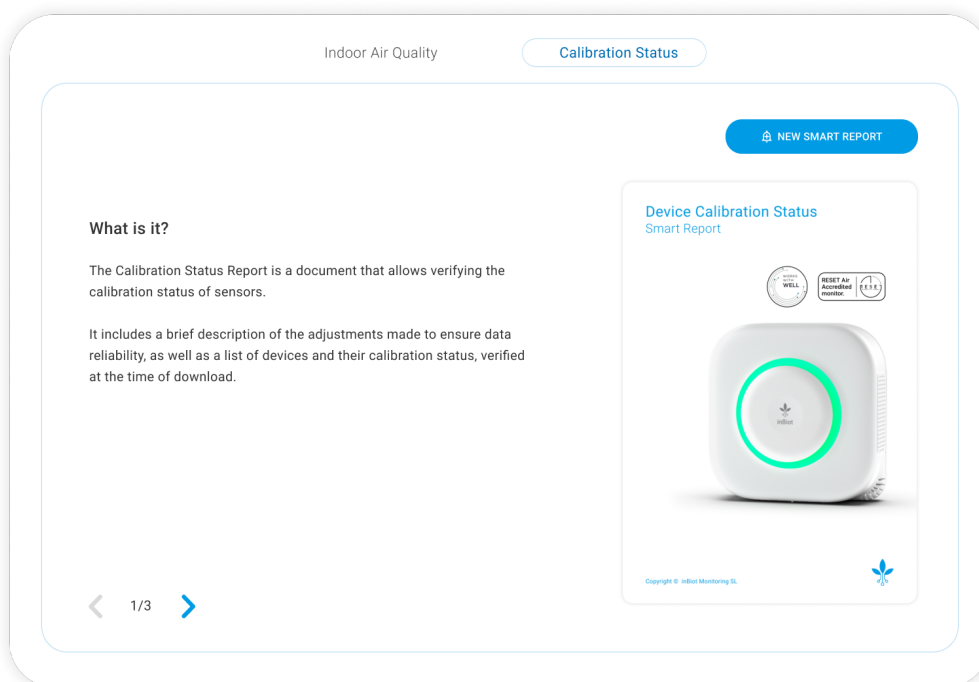 Indoor Air Quality
Calibration Status
NEW SMART REPORT
What is it?
The Calibration Status Report is a document that allows verifying the
calibration status of sensors.
It includes a brief description of the adjustments made to ensure data
reliability, as well as a list of devices and their calibration status, verified
at the time of download.
1/3
Device Calibration Status
Smart Report
WORKS
WITH
WELL
RESET Air
Accredited
monitor.
RESET
inBiot
Copyright © inBiot Monitoring SL